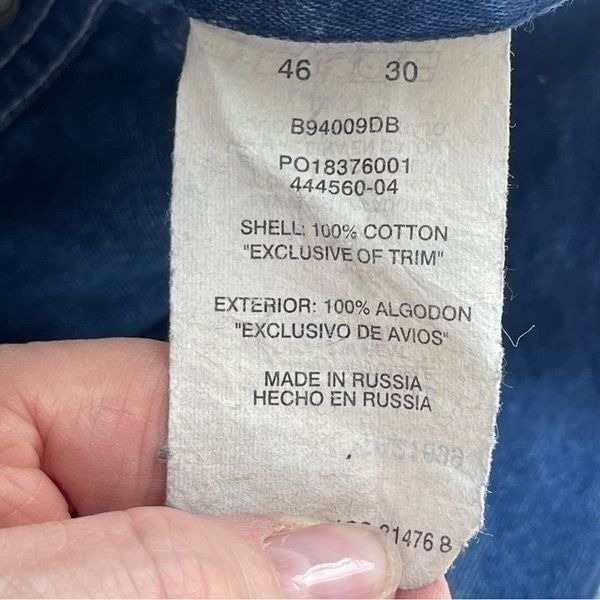 46 30
B94009DB
PO18376001
444560-04
SHELL: 100% COTTON
"EXCLUSIVE OF TRIM"
EXTERIOR: 100% ALGODON
"EXCLUSIVO DE AVIOS"
MADE IN RUSSIA
HECHO EN RUSSIA
21476 B